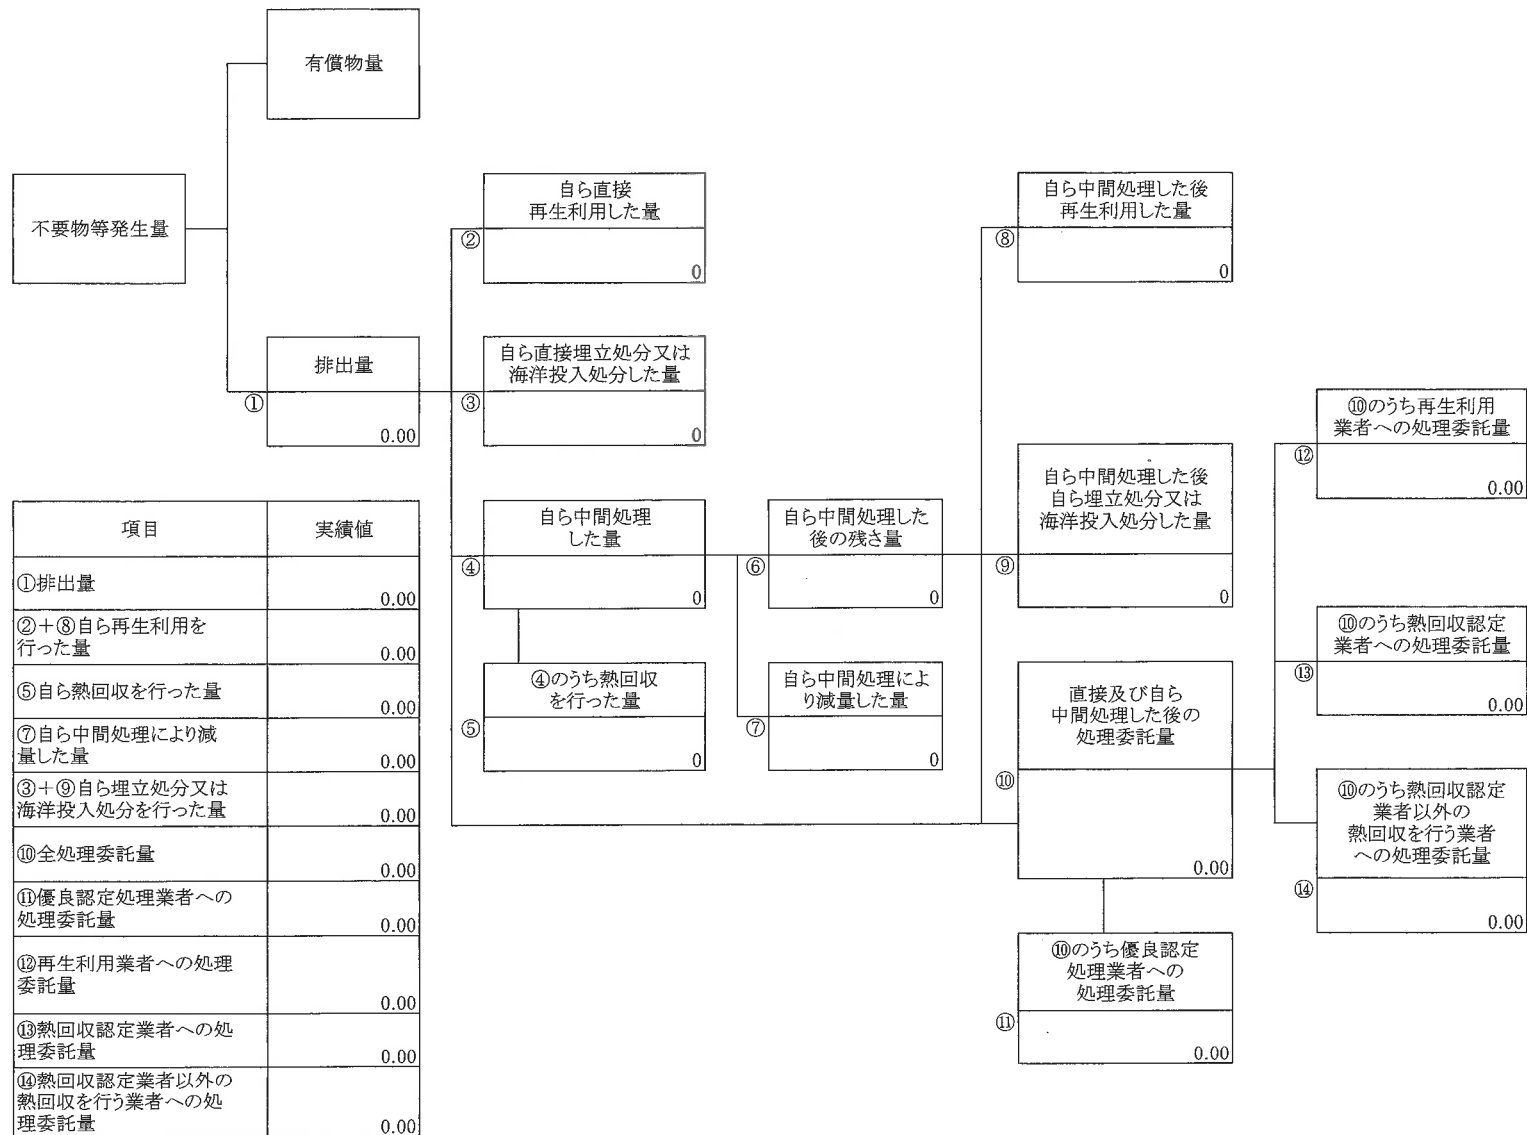 有償物量
不要物等発生量
自ら直接
再生利用した量
②
0
自ら中間処理した後
再生利用した量
⑧
0
排出量
①
0.00
自ら直接埋立処分又は
海洋投入処分した量
③
0
⑩のうち再生利用
業者への処理委託量
⑫
0.00
自ら中間処理
した量
④
0
自ら中間処理した
後の残さ量
⑥
0
自ら中間処理した後
自ら埋立処分又は
海洋投入処分した量
⑨
0
⑩のうち熱回収認定
業者への処理委託量
⑬
0.00
④のうち熱回収
を行った量
⑤
0
自ら中間処理によ
り減量した量
⑦
0
直接及び自ら
中間処理した後の
処理委託量
⑩
0.00
⑩のうち熱回収認定
業者以外の
熱回収を行う業者
への処理委託量
⑭
0.00
⑩のうち優良認定
処理業者への
処理委託量
⑪
0.00
項目 実績値
①排出量
0.00
②+⑧自ら再生利用を
行った量
0.00
⑤自ら熱回収を行った量
0.00
⑦自ら中間処理により減
量した量
0.00
③+⑨自ら埋立処分又は
海洋投入処分を行った量
0.00
⑩全処理委託量
0.00
⑪優良認定処理業者への
処理委託量
0.00
⑫再生利用業者への処理
委託量
0.00
⑬熱回収認定業者への処
理委託量
0.00
⑭熱回収認定業者以外の
熱回収を行う業者への処
理委託量
0.00